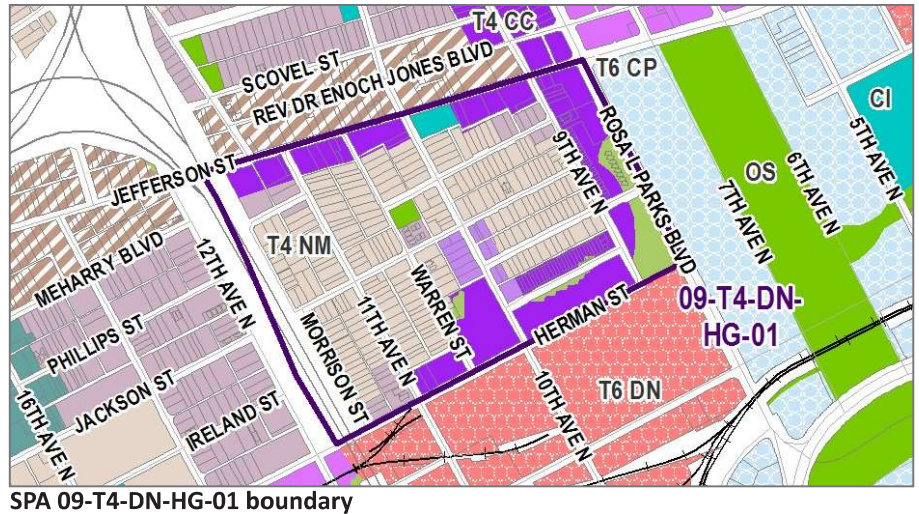 T4 CC
SCOVEL ST
REV DR ENOCH JONES BLVD
T6 CP
CI
JEFFERSON ST
ROSA L PARKS BLVD
9TH AVE N
5TH AVE N
OS
6TH AVE N
7TH AVE N
MEHARRY BLVD
12TH AVE N
T4 NM
WARREN ST
11TH AVE N
MORRISON ST
HERMAN ST
09-T4-DN-
HG-01
PHILLIPS ST
JACKSON ST
16TH AVE N
IRELAND ST
10TH AVE N
T6 DN
SPA 09-T4-DN-HG-01 boundary